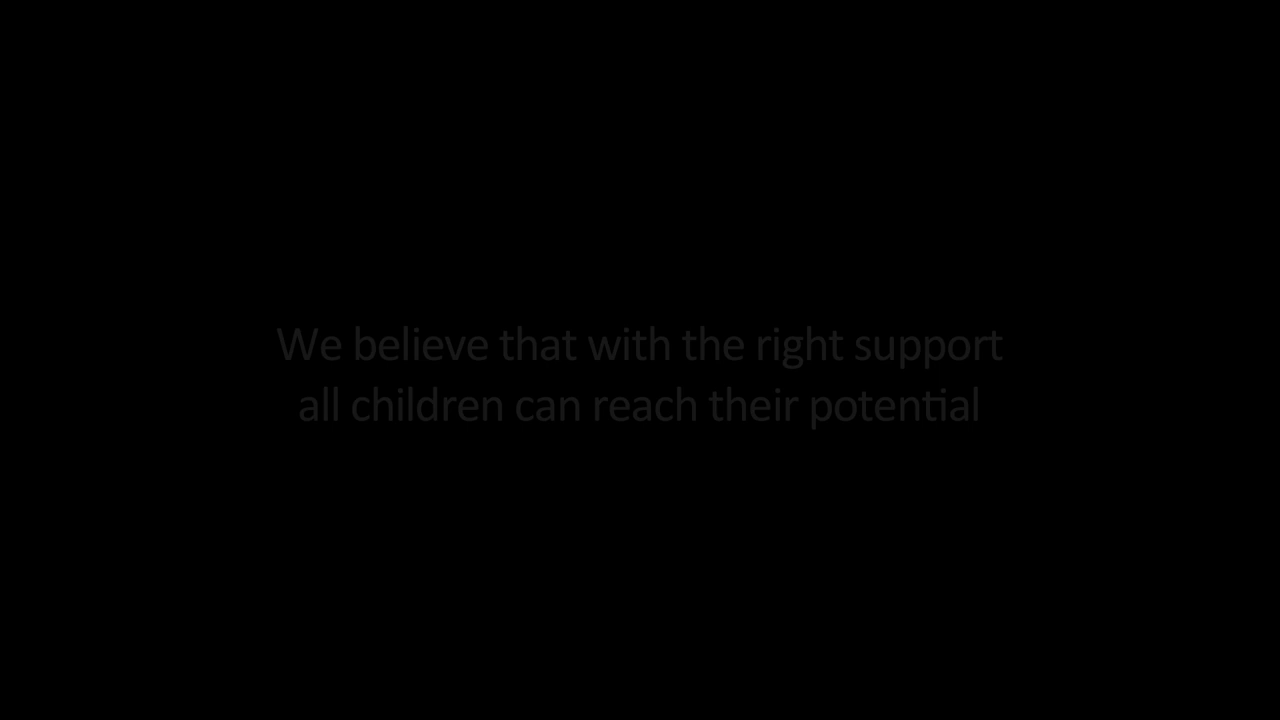 We believe that with the right support
all children can reach their potential